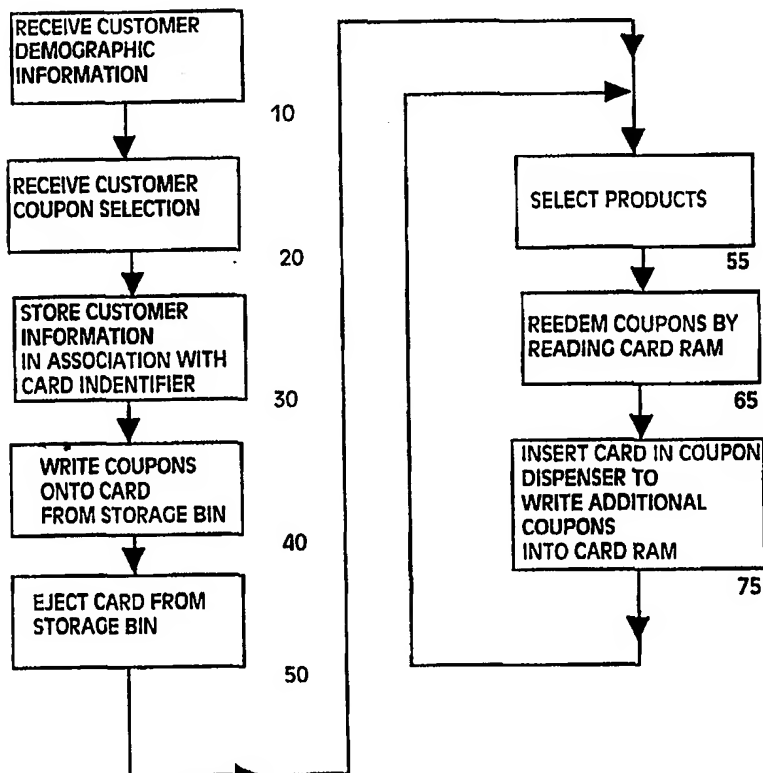 RECEIVE CUSTOMER
DEMOGRAPHIC
INFORMATION
10
RECEIVE CUSTOMER
COUPON SELECTION
20
STORE CUSTOMER
INFORMATION
IN ASSOCIATION WITH
CARD INDENTIFIER
30
WRITE COUPONS
ONTO CARD
FROM STORAGE BIN
40
EJECT CARD FROM
STORAGE BIN
50
SELECT PRODUCTS
55
REEDEM COUPONS BY
READING CARD RAM
65
INSERT CARD IN COUPON
DISPENSER TO
WRITE ADDITIONAL
COUPONS
INTO CARD RAM
75